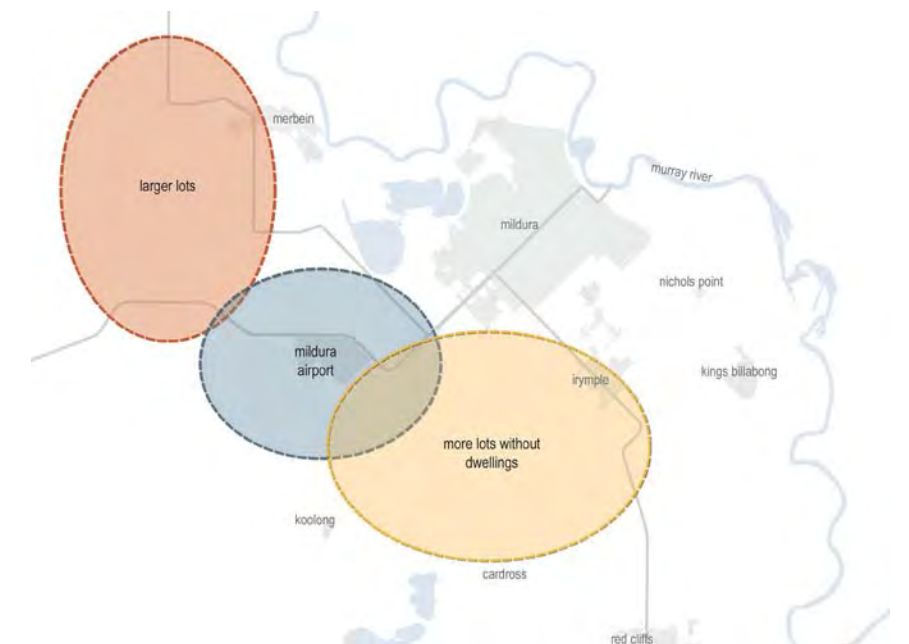 merbein
larger lots
murray river
mildura
nichols point
mildura
airport
kings billabong
irymple
more lots without
dwellings
koolong
cardross
red cliffs